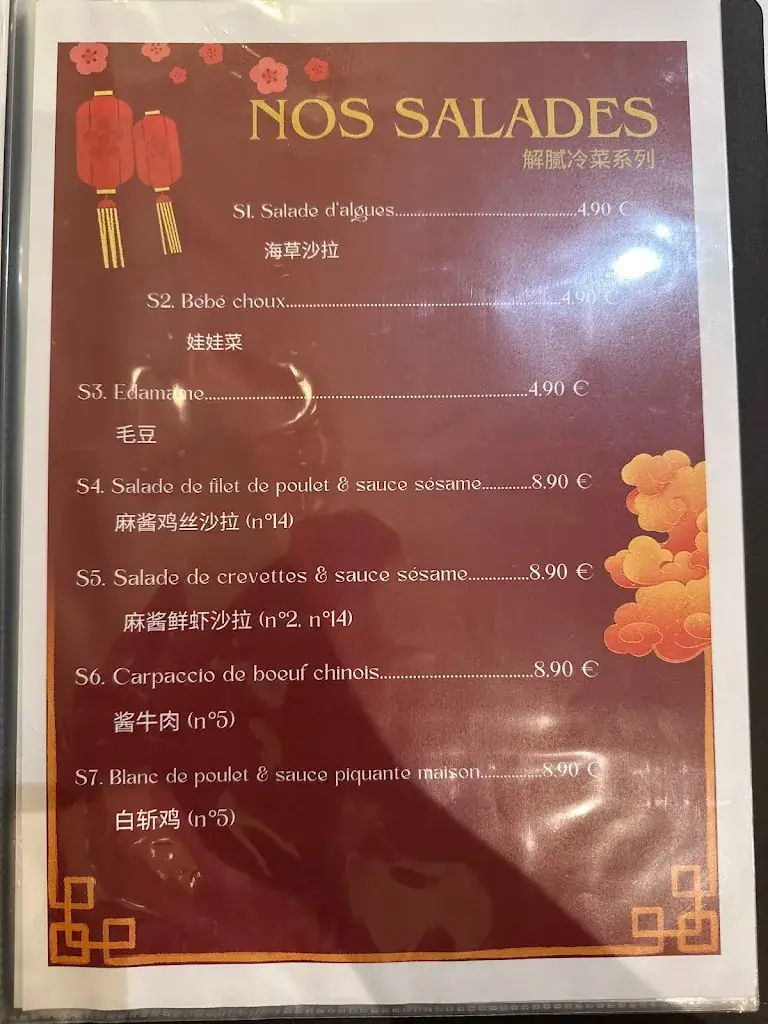 NOS SALADES
解腻冷菜系列
S1. Salade d'algues................................................4.90 €
海草沙拉
S2. Bébé choux........................................................................4.90 €
娃娃菜
S3. Edamame.....................................................................................4.90 €
毛豆
S4. Salade de filet de poulet & sauce sésame.............8.90 €
麻酱鸡丝沙拉 (n°14)
S5. Salade de crevettes & sauce sésame................8.90 €
麻酱鲜虾沙拉 (n°2, n°14)
S6. Carpaccio de boeuf chinois.........................................8.90 €
酱牛肉 (n°5)
S7. Blanc de poulet & sauce piquante maison................8.90 €
白斩鸡 (n°5)